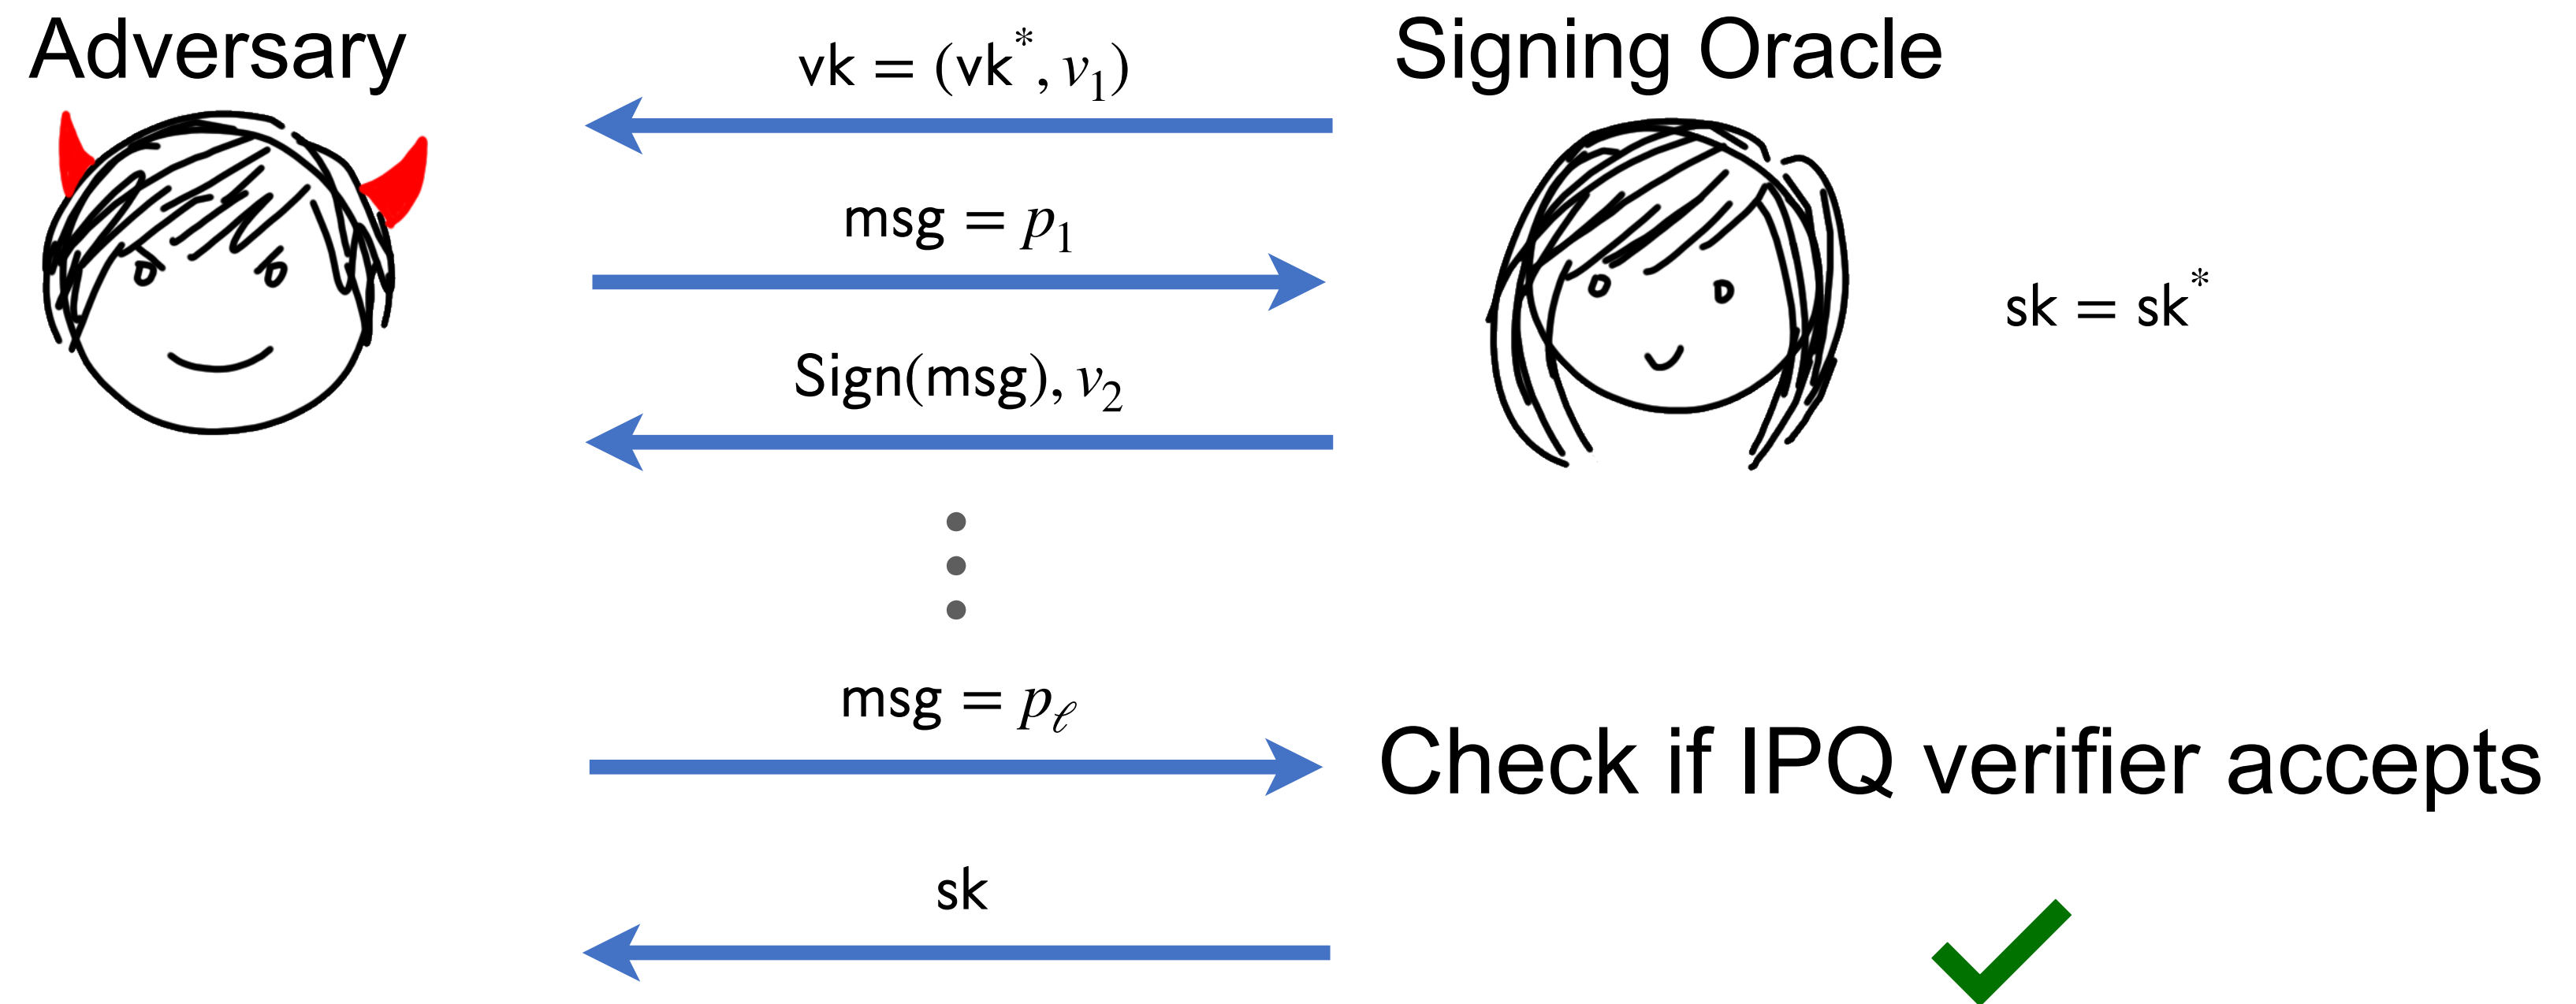 Adversary
vk = (vk*, v₁)
Signing Oracle
msg = p₁
sk = sk*
Sign(msg), v₂
msg = pℓ
Check if IPQ verifier accepts
sk